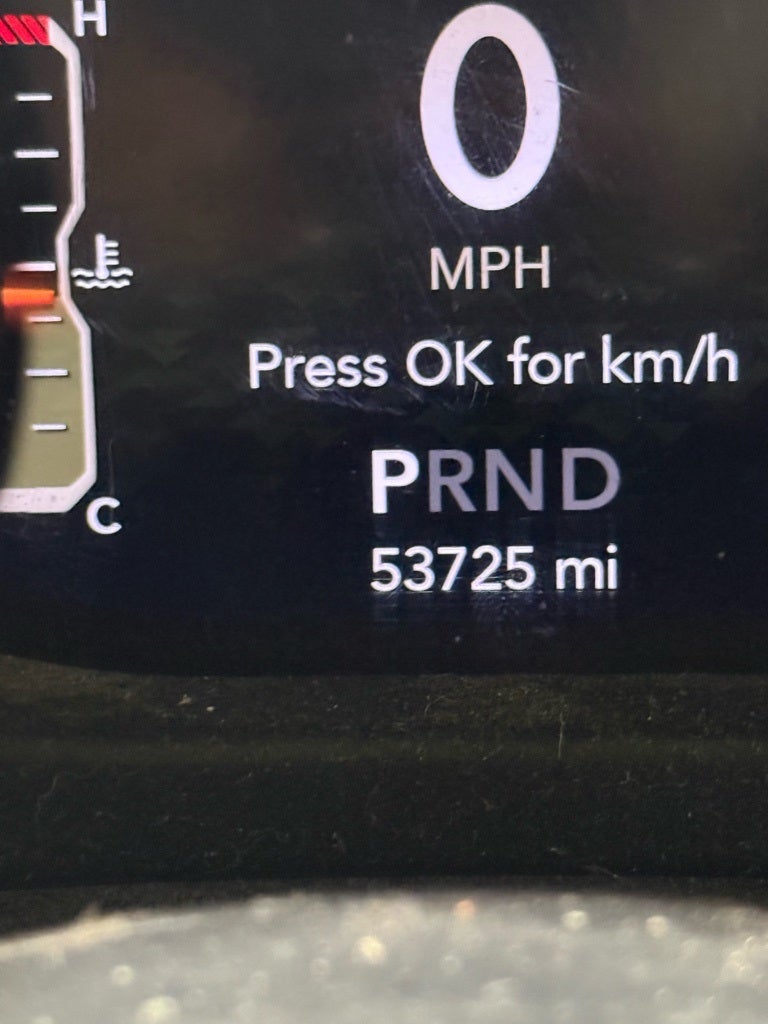 H
0
MPH
Press OK for km/h
PRND
C
53725 mi